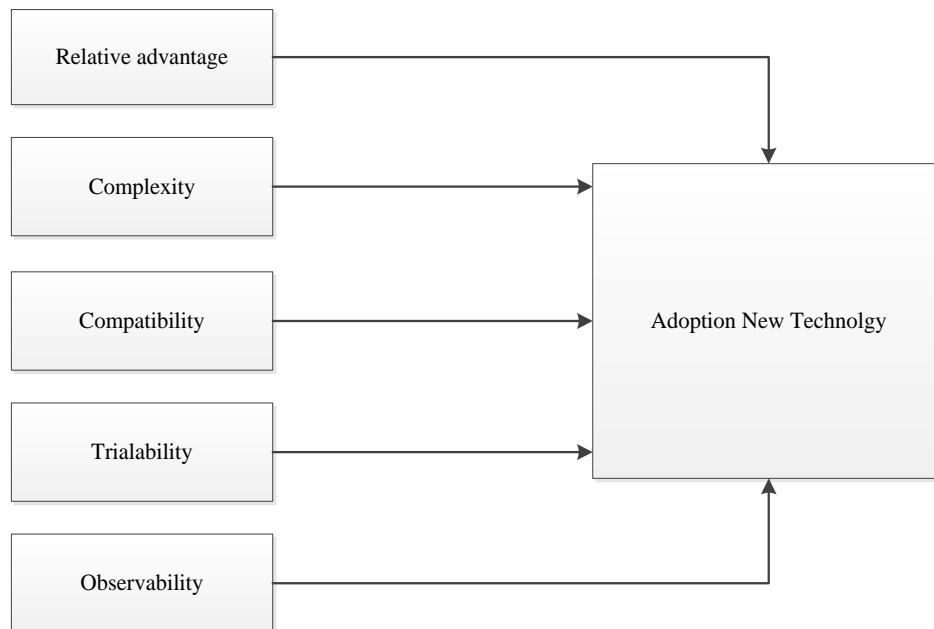 Relative advantage
Complexity
Compatibility
Adoption New Technolgy
Trialability
Observability